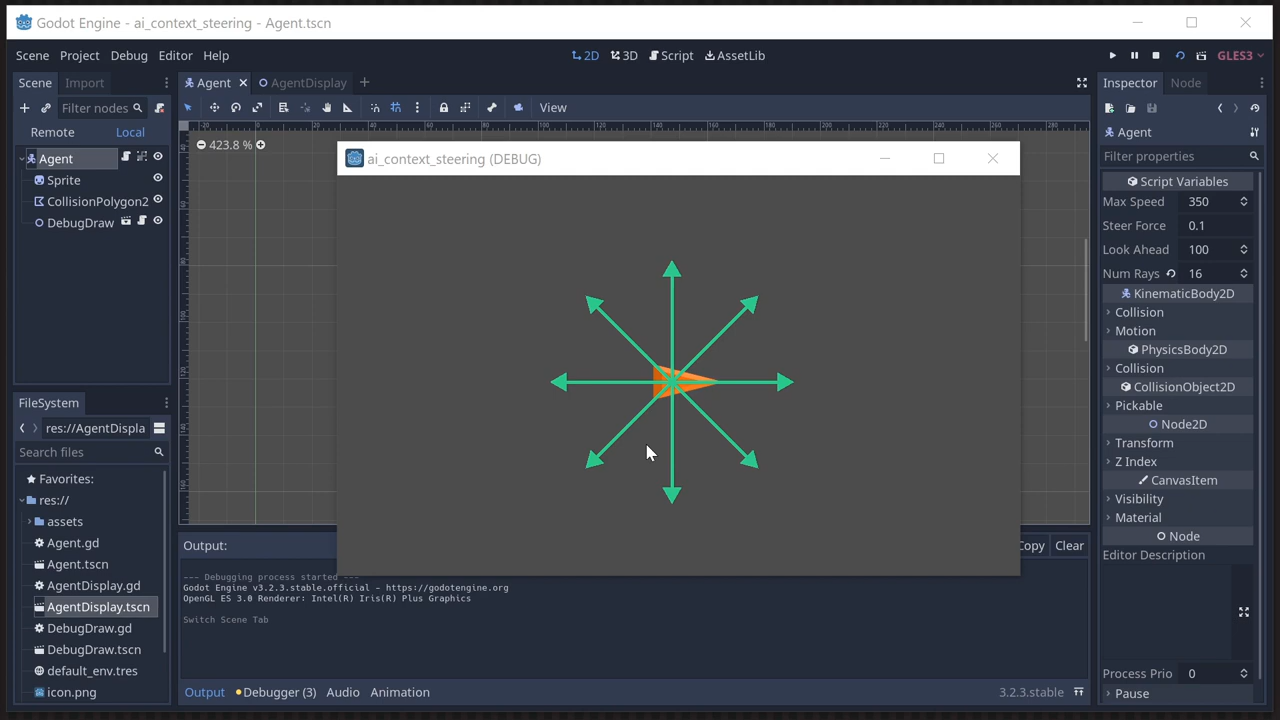 Godot Engine - ai_context_steering - Agent.tscn
Scene Project Debug Editor Help
2D 3D Script AssetLib
GLES3
Scene Import
Filter nodes
Remote Local
Agent
Sprite
CollisionPolygon2
DebugDraw
FileSystem
res://AgentDispla
Search files
Favorites:
res://
assets
Agent.gd
Agent.tscn
AgentDisplay.gd
AgentDisplay.tscn
DebugDraw.gd
DebugDraw.tscn
default_env.tres
icon.png
Agent AgentDisplay
View
423.8 %
ai_context_steering (DEBUG)
Output:
Copy Clear
--- Debugging process started ---
Godot Engine v3.2.3.stable.official - https://godotengine.org
OpenGL ES 3.0 Renderer: Intel(R) Iris(R) Plus Graphics
Switch Scene Tab
Output Debugger (3) Audio Animation
3.2.3.stable
Inspector Node
Agent
Filter properties
Script Variables
Max Speed 350
Steer Force 0.1
Look Ahead 100
Num Rays 16
KinematicBody2D
Collision
Motion
PhysicsBody2D
Collision
CollisionObject2D
Pickable
Node2D
Transform
Z Index
CanvasItem
Visibility
Material
Node
Editor Description
Process Prio 0
Pause